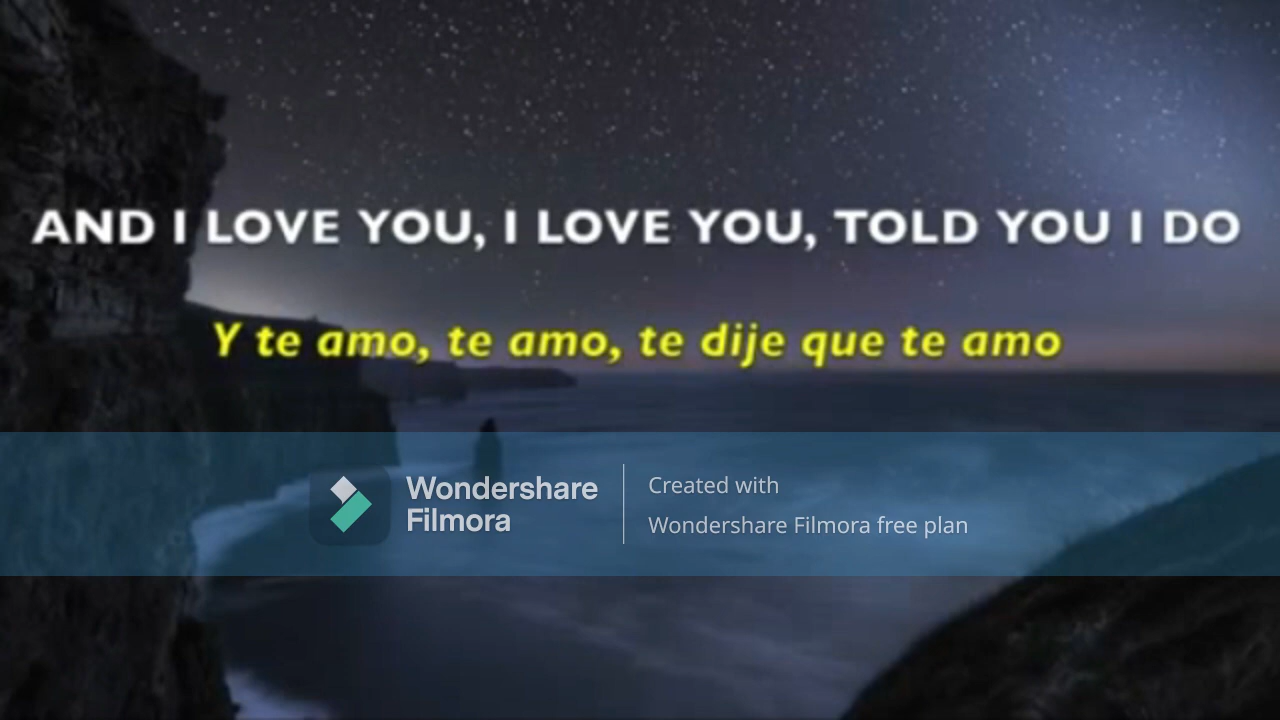 AND I LOVE YOU, I LOVE YOU, TOLD YOU I DO
Y te amo, te amo, te dije que te amo
Wondershare
Filmora
Created with
Wondershare Filmora free plan